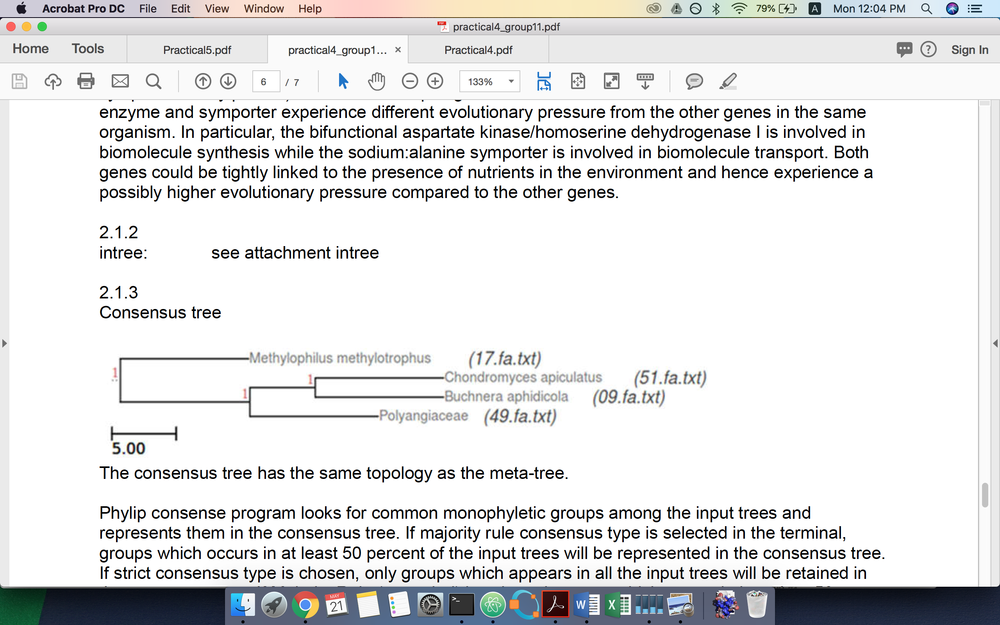 Acrobat Pro DC File Edit View Window Help 79% A Mon 12:04 PM
practical4_group11.pdf
Home Tools Practical5.pdf practical4_group1... × Practical4.pdf ? Sign In
6 / 7 133%
enzyme and symporter experience different evolutionary pressure from the other genes in the same
organism. In particular, the bifunctional aspartate kinase/homoserine dehydrogenase I is involved in
biomolecule synthesis while the sodium:alanine symporter is involved in biomolecule transport. Both
genes could be tightly linked to the presence of nutrients in the environment and hence experience a
possibly higher evolutionary pressure compared to the other genes.
2.1.2
intree: see attachment intree
2.1.3
Consensus tree
Methylophilus methylotrophus (17.fa.txt)
1
1 Chondromyces apiculatus (51.fa.txt)
1 Buchnera aphidicola (09.fa.txt)
Polyangiaceae (49.fa.txt)
5.00
The consensus tree has the same topology as the meta-tree.
Phylip consense program looks for common monophyletic groups among the input trees and
represents them in the consensus tree. If majority rule consensus type is selected in the terminal,
groups which occurs in at least 50 percent of the input trees will be represented in the consensus tree.
If strict consensus type is chosen, only groups which appears in all the input trees will be retained in
MAY
21
>_
W
X